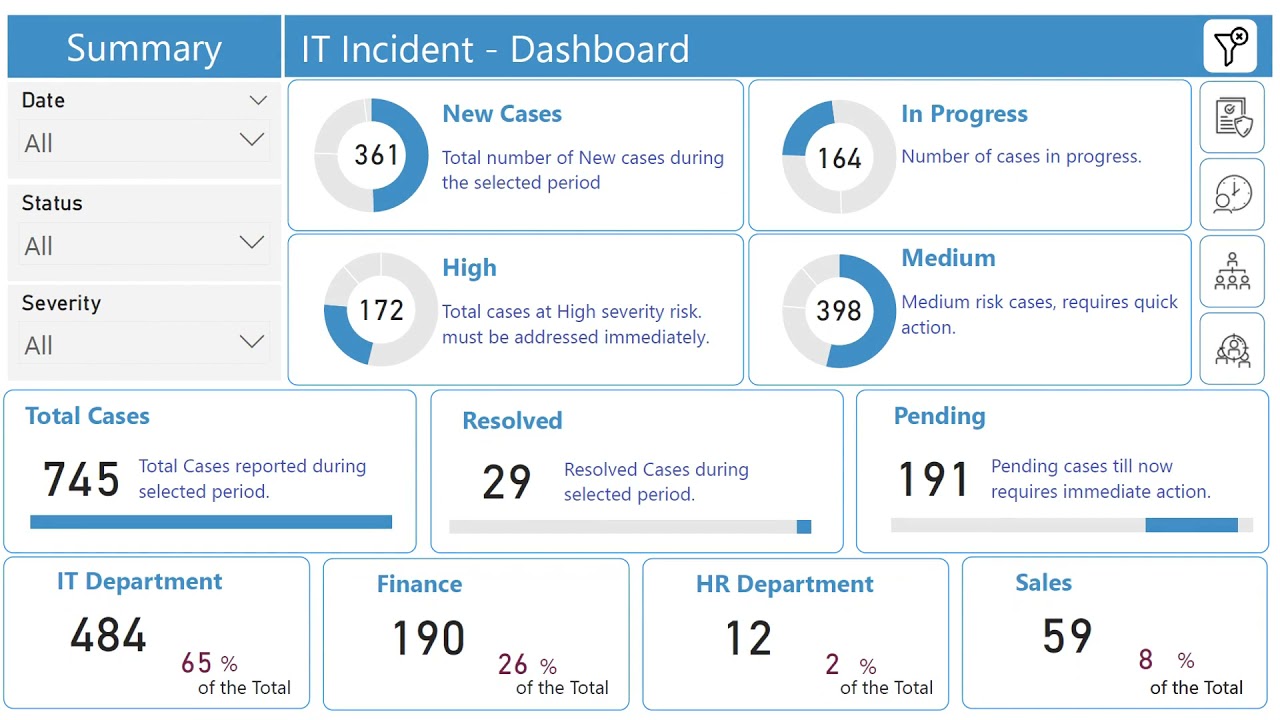 Summary
IT Incident - Dashboard
Date
All
Status
All
Severity
All
361
New Cases
Total number of New cases during
the selected period
164
In Progress
Number of cases in progress.
172
High
Total cases at High severity risk.
must be addressed immediately.
398
Medium
Medium risk cases, requires quick
action.
Total Cases
745
Total Cases reported during
selected period.
Resolved
29
Resolved Cases during
selected period.
Pending
191
Pending cases till now
requires immediate action.
IT Department
484
65 %
of the Total
Finance
190
26 %
of the Total
HR Department
12
2 %
of the Total
Sales
59
8 %
of the Total